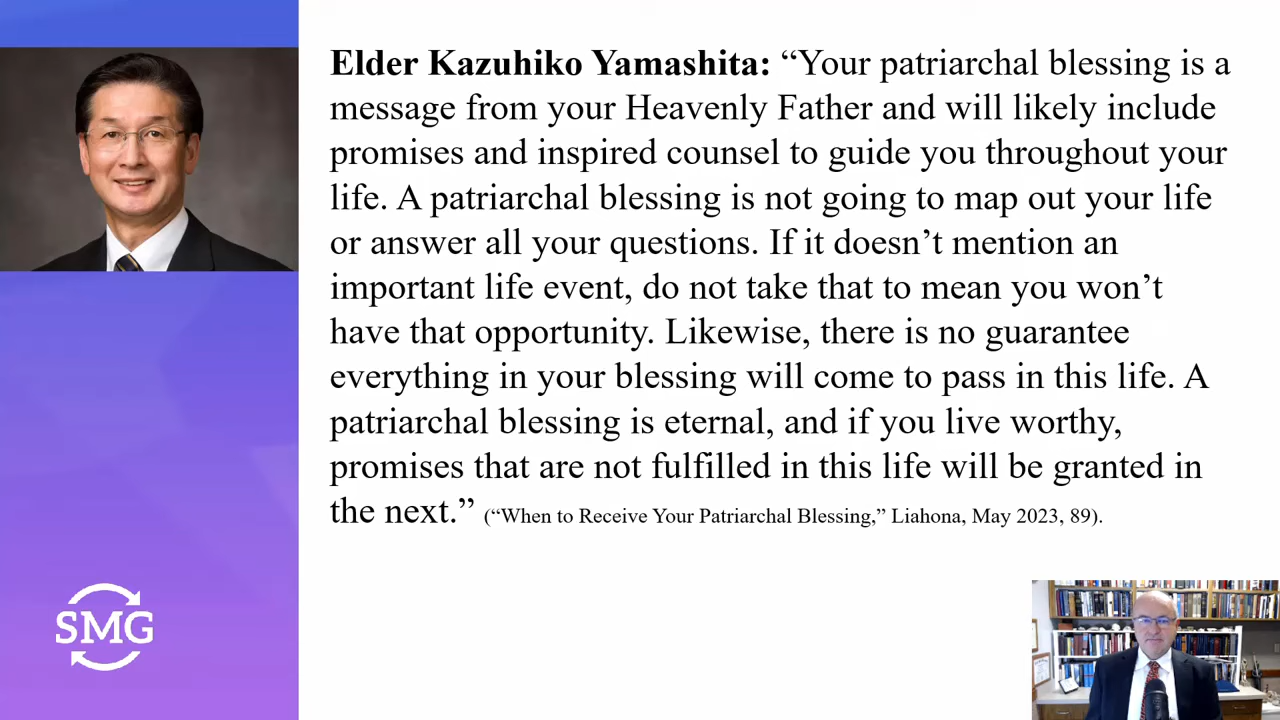 Elder Kazuhiko Yamashita: “Your patriarchal blessing is a
message from your Heavenly Father and will likely include
promises and inspired counsel to guide you throughout your
life. A patriarchal blessing is not going to map out your life
or answer all your questions. If it doesn’t mention an
important life event, do not take that to mean you won’t
have that opportunity. Likewise, there is no guarantee
everything in your blessing will come to pass in this life. A
patriarchal blessing is eternal, and if you live worthy,
promises that are not fulfilled in this life will be granted in
the next.” (“When to Receive Your Patriarchal Blessing,” Liahona, May 2023, 89).
SMG